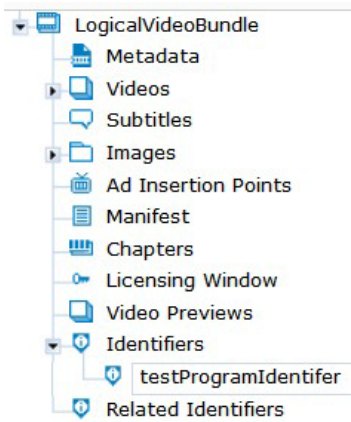 LogicalVideoBundle
Metadata
Videos
Subtitles
Images
Ad Insertion Points
Manifest
Chapters
Licensing Window
Video Previews
Identifiers
testProgramIdentifer
Related Identifiers